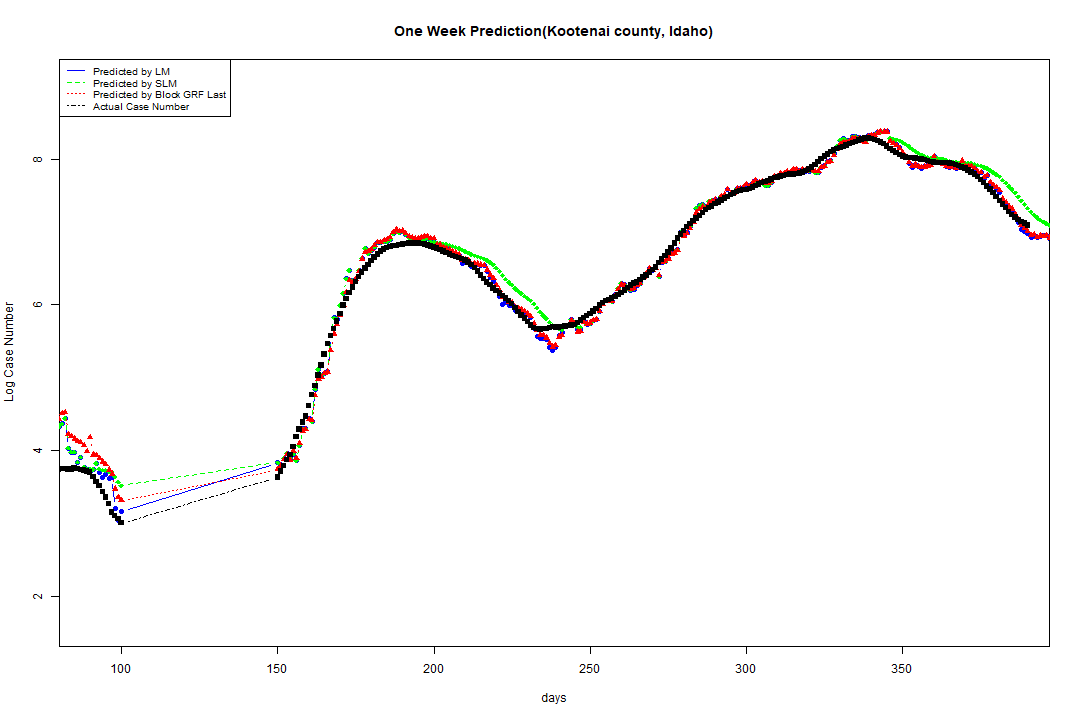 One Week Prediction(Kootenai county, Idaho)
Predicted by LM
Predicted by SLM
Predicted by Block GRF Last
Actual Case Number
8
6
4
2
Log Case Number
100 150 200 250 300 350
days